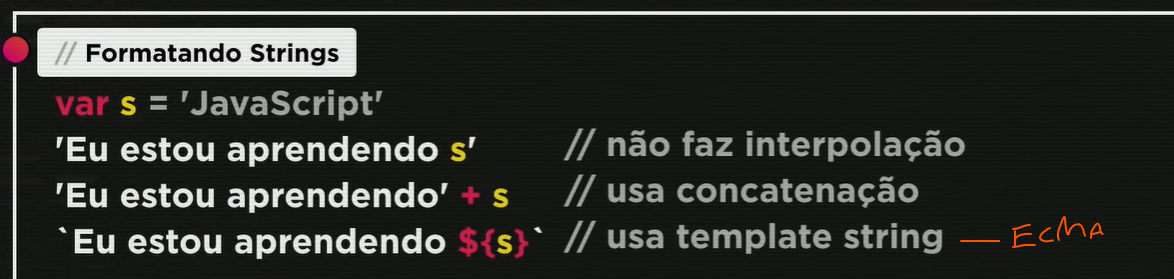 // Formatando Strings
var s = 'JavaScript'
'Eu estou aprendendo s' // não faz interpolação
'Eu estou aprendendo' + s // usa concatenação
`Eu estou aprendendo ${s}` // usa template string — ECMA